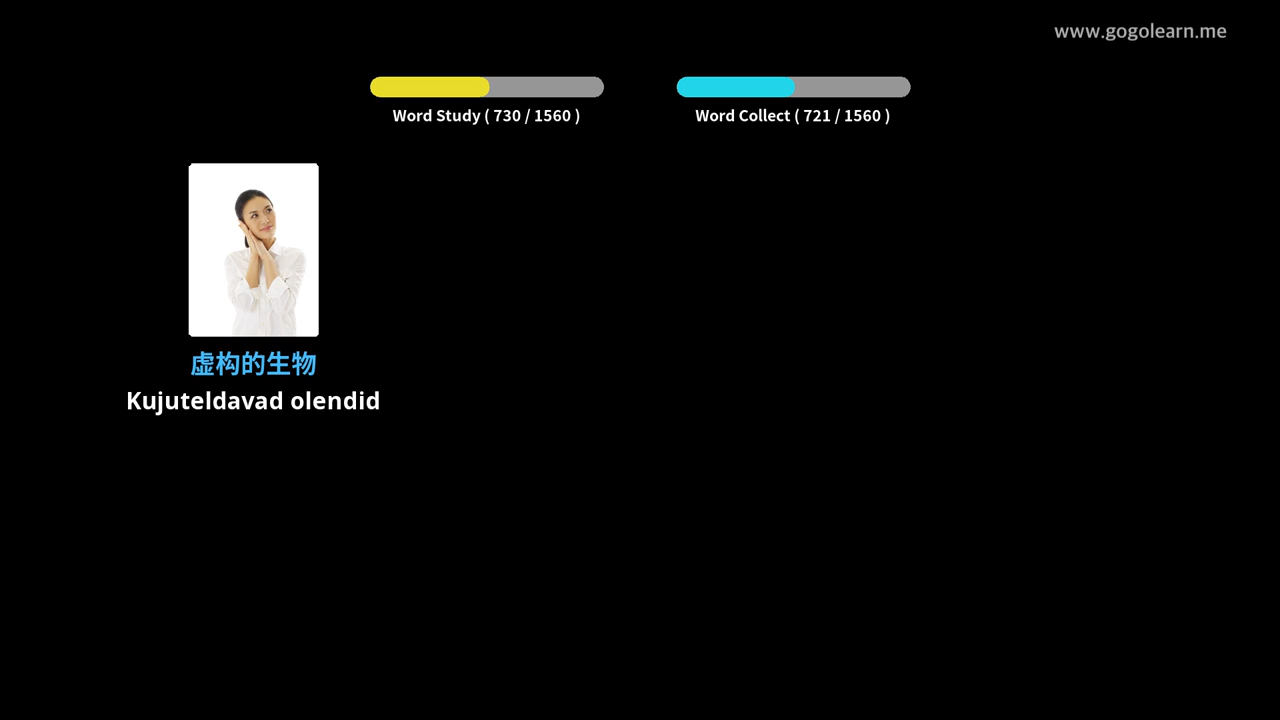 www.gogolearn.me
Word Study ( 730 / 1560 )
Word Collect ( 721 / 1560 )
虚构的生物
Kujuteldavad olendid